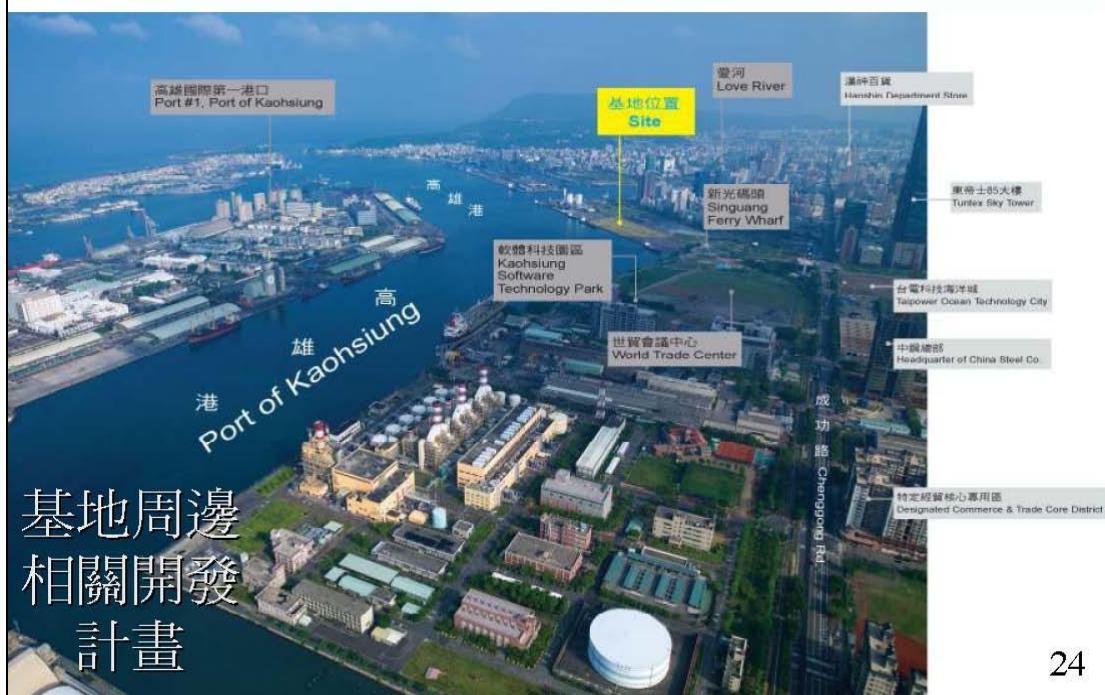 高雄國際第一港口
Port #1, Port of Kaohsiung
愛河
Love River
漢神百貨
Hanshin Department Store
基地位置
Site
東帝士85大樓
Tuntex Sky Tower
高雄港
新光碼頭
Singuang
Ferry Wharf
軟體科技園區
Kaohsiung
Software
Technology Park
台電科技海洋城
Taipower Ocean Technology City
世貿會議中心
World Trade Center
中鋼總部
Headquarter of China Steel Co.
高雄港
Port of Kaohsiung
成功路 Chenggong Rd
特定經貿核心專用區
Designated Commerce & Trade Core District
基地周邊
相關開發
計畫
24